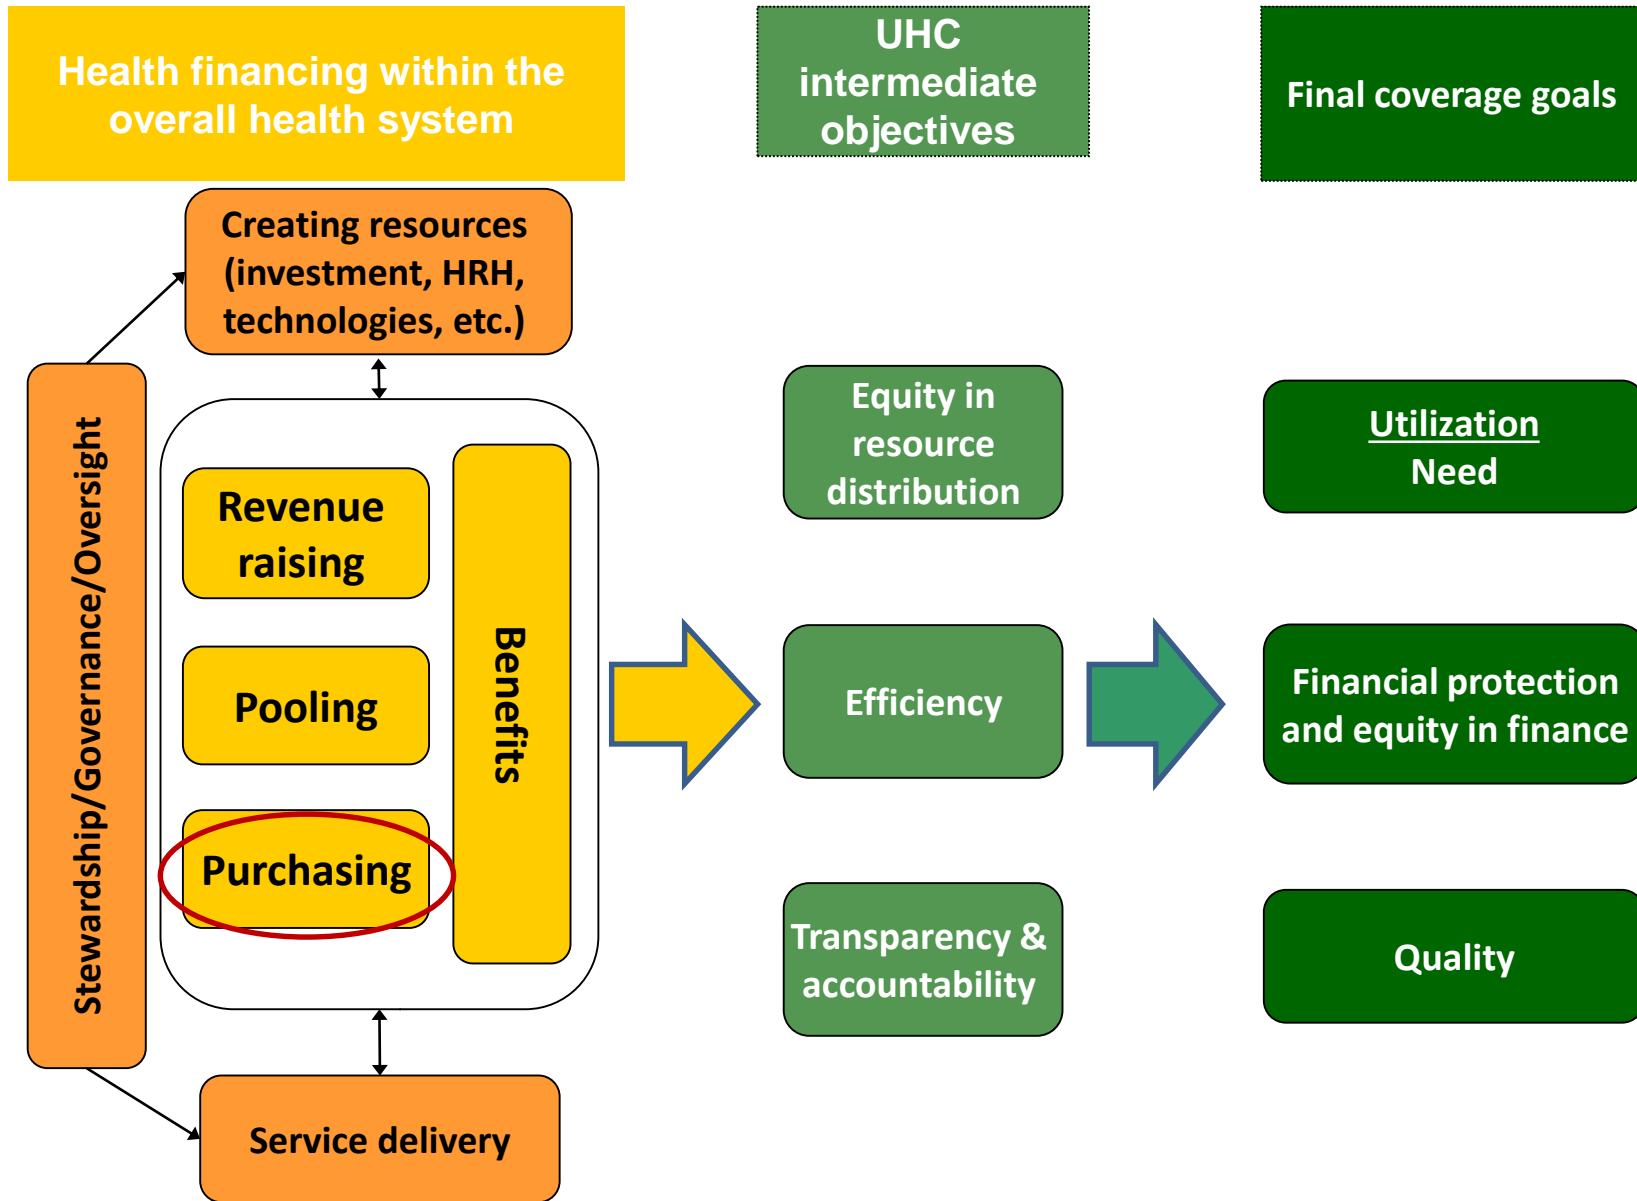 Health financing within the
overall health system
UHC
intermediate
objectives
Final coverage goals
Creating resources
(investment, HRH,
technologies, etc.)
Stewardship/Governance/Oversight
Revenue
raising
Pooling
Purchasing
Benefits
Service delivery
Equity in
resource
distribution
Efficiency
Transparency &
accountability
Utilization
Need
Financial protection
and equity in finance
Quality